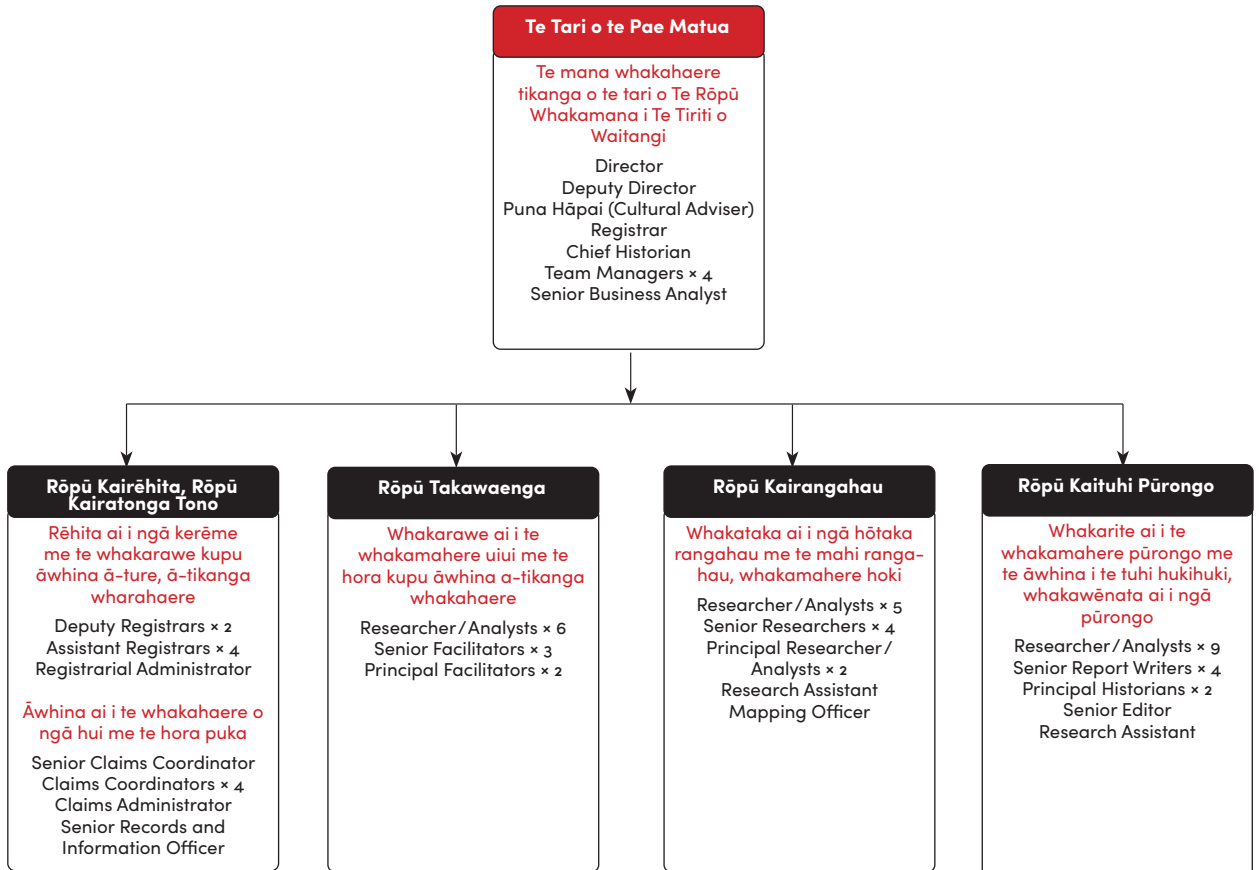 Te Tari o te Pae Matua
Te mana whakahaere
tikanga o te tari o Te Rōpū
Whakamana i Te Tiriti o
Waitangi
Director
Deputy Director
Puna Hāpai (Cultural Adviser)
Registrar
Chief Historian
Team Managers × 4
Senior Business Analyst
Rōpū Kairēhita, Rōpū
Kairatonga Tono
Rēhita ai i ngā kerēme
me te whakarawe kupu
āwhina ā-ture, ā-tikanga
wharahaere
Deputy Registrars × 2
Assistant Registrars × 4
Registrarial Administrator
Āwhina ai i te whakahaere o
ngā hui me te hora puka
Senior Claims Coordinator
Claims Coordinators × 4
Claims Administrator
Senior Records and
Information Officer
Rōpū Takawaenga
Whakarawe ai i te
whakamahere uiui me te
hora kupu āwhina a-tikanga
whakahaere
Researcher/Analysts × 6
Senior Facilitators × 3
Principal Facilitators × 2
Rōpū Kairangahau
Whakataka ai i ngā hōtaka
rangahau me te mahi ranga-
hau, whakamahere hoki
Researcher/Analysts × 5
Senior Researchers × 4
Principal Researcher/
Analysts × 2
Research Assistant
Mapping Officer
Rōpū Kaituhi Pūrongo
Whakarite ai i te
whakamahere pūrongo me
te āwhina i te tuhi hukihuki,
whakawēnata ai i ngā
pūrongo
Researcher/Analysts × 9
Senior Report Writers × 4
Principal Historians × 2
Senior Editor
Research Assistant